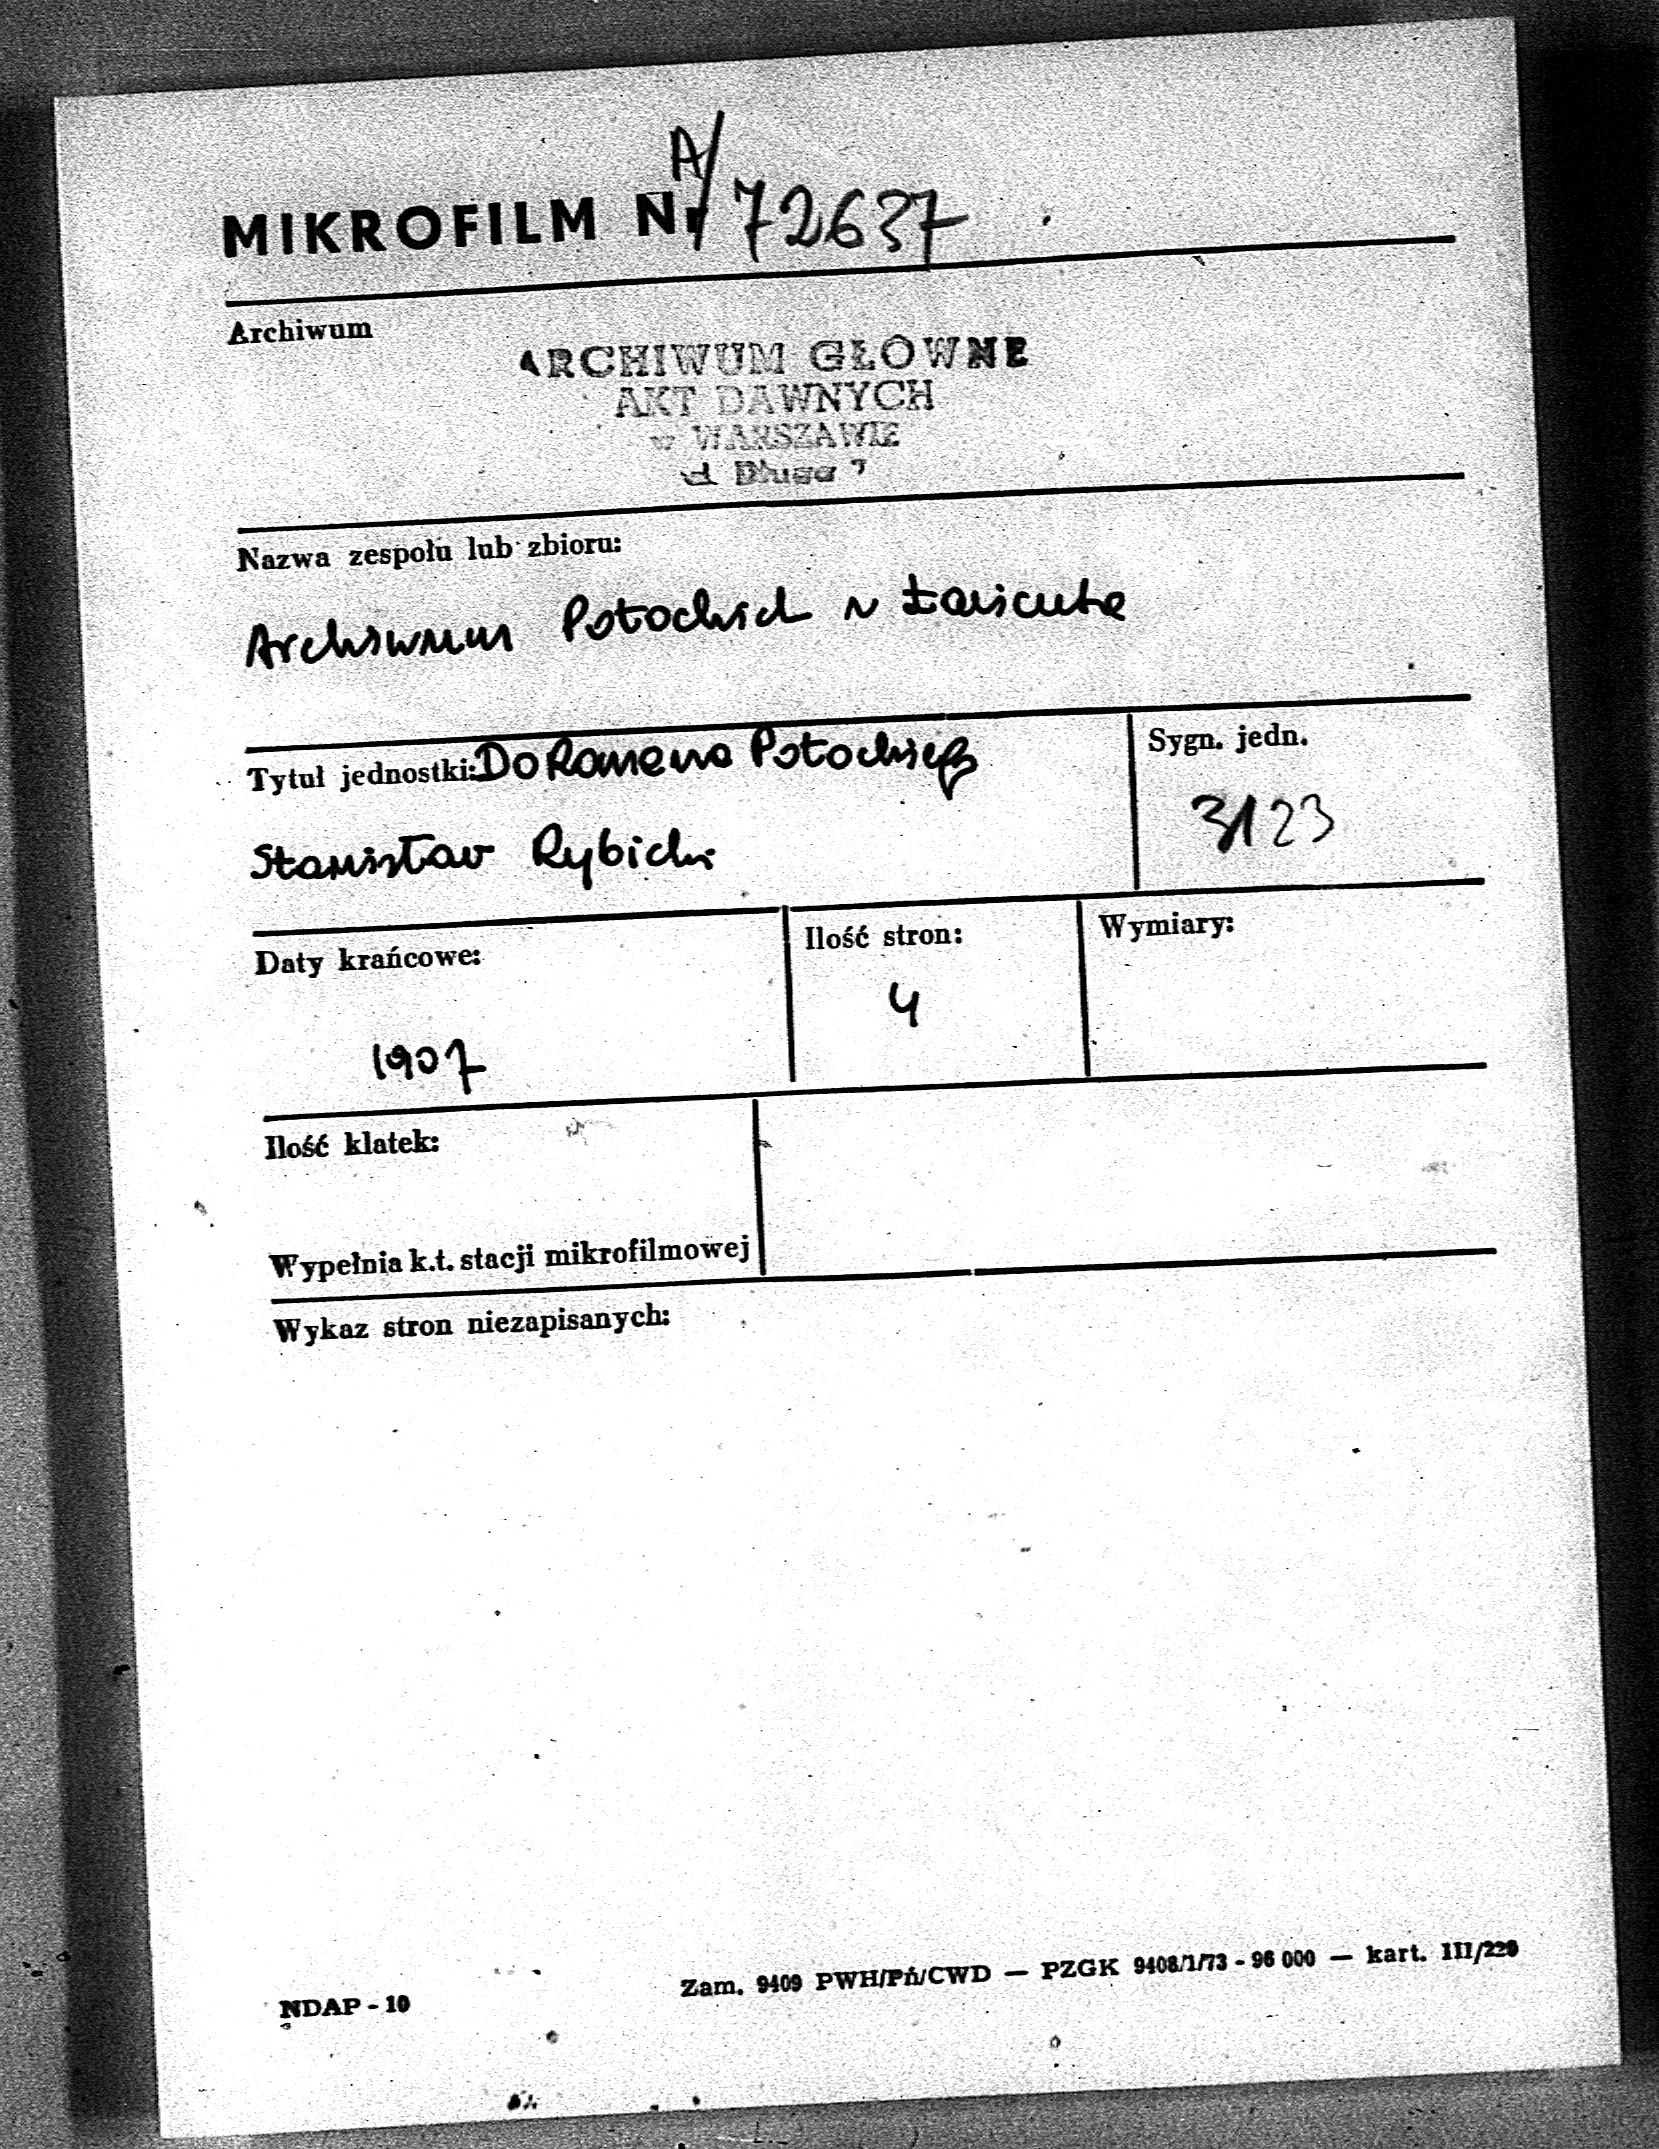 A/
MIKROFILM Nr 72637
Archiwum
ARCHIWUM GŁÓWNE
AKT DAWNYCH
w WARSZAWIE
ul Długa 7
Nazwa zespołu lub zbioru:
Archiwum Potockich w Łańcucie
Tytuł jednostki: Do Romana Potockiego
Stanisław Rybicki
Sygn. jedn.
3123
Daty krańcowe:
1907
Ilość stron:
4
Wymiary:
Ilość klatek:
Wypełnia k.t. stacji mikrofilmowej
Wykaz stron niezapisanych:
NDAP - 10
Zam. 9409 PWH/Pń/CWD — PZGK 9408/1/73 - 96 000 — kart. III/220